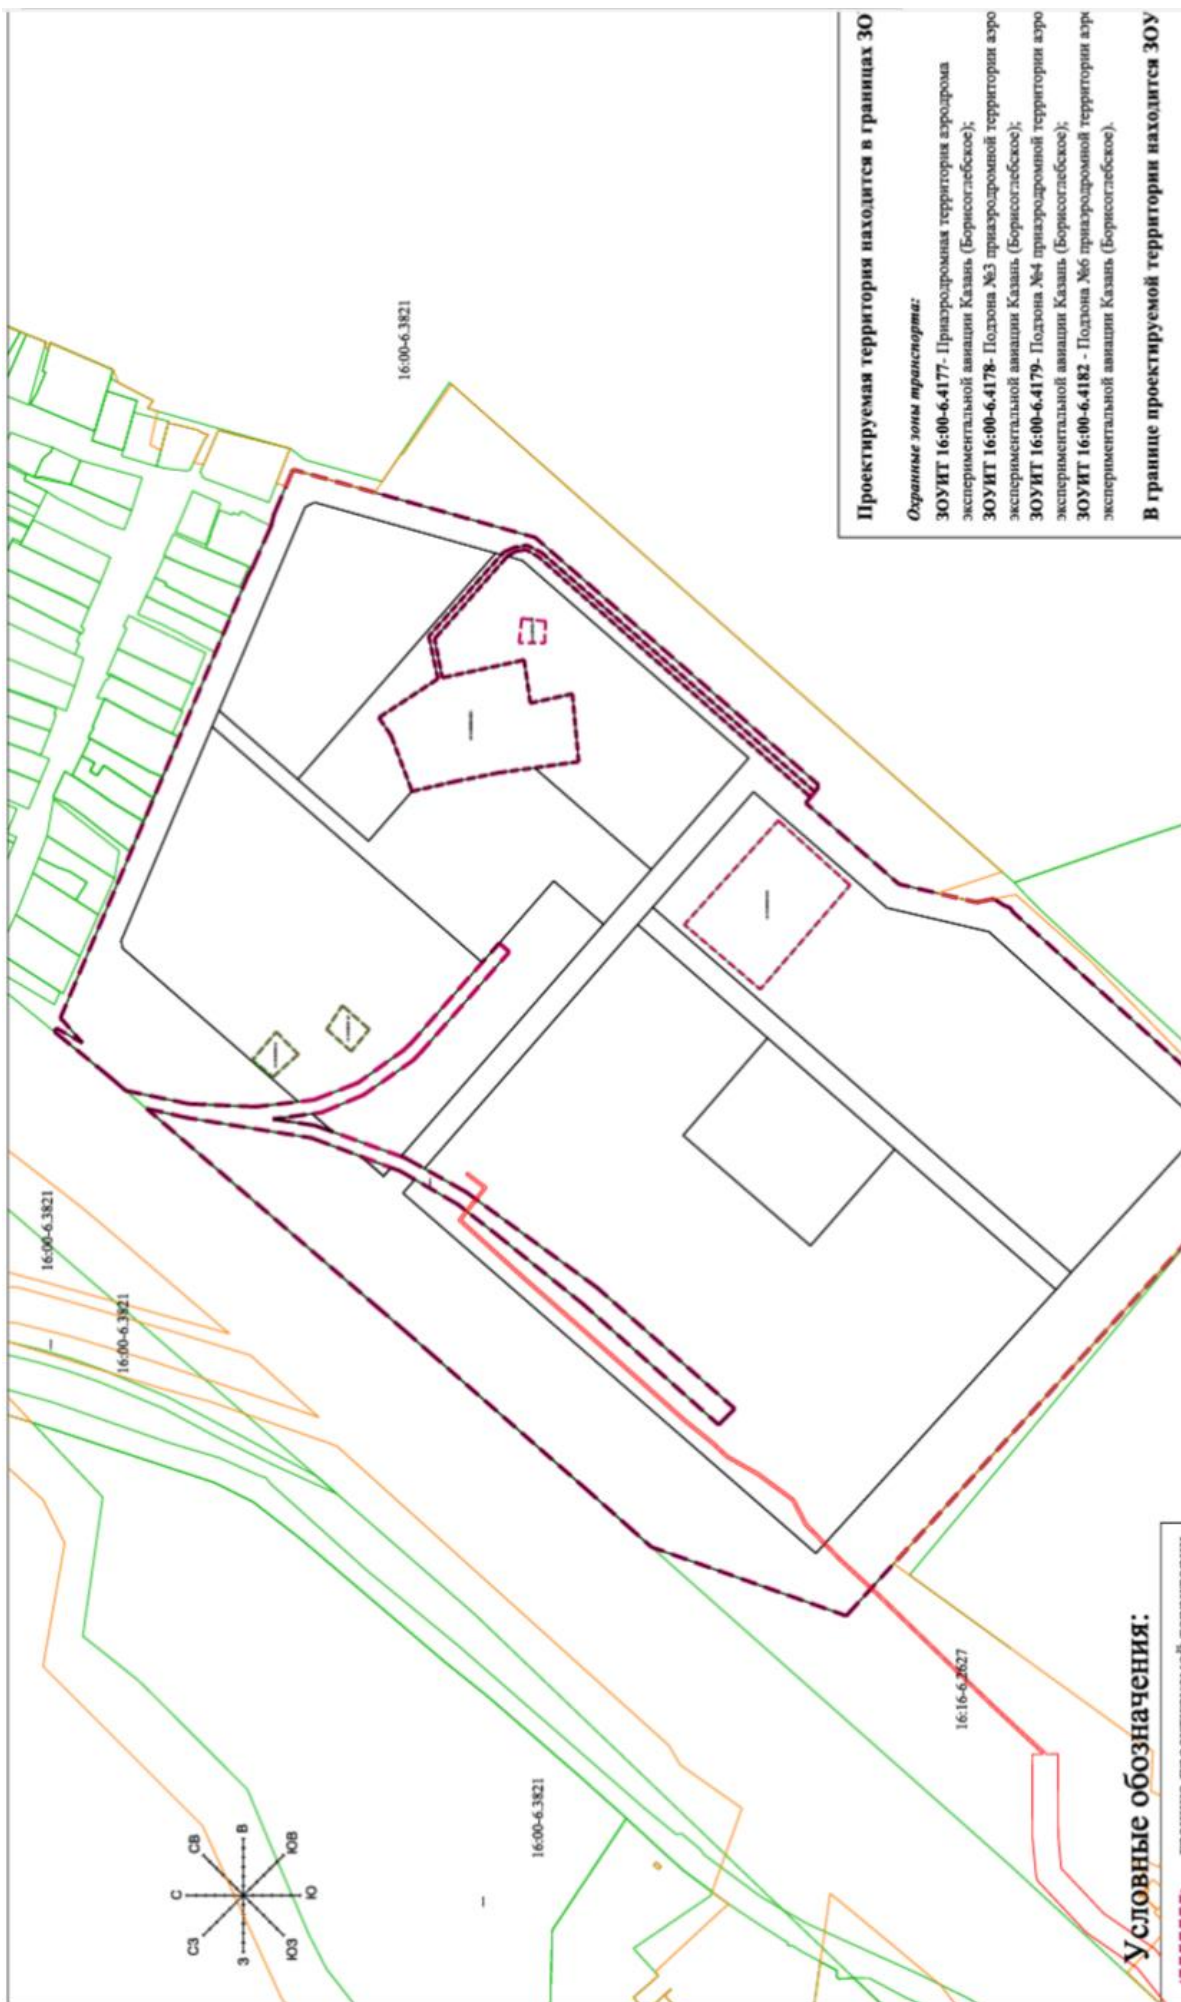 Проектируемая территория находится в границах ЗО
Охранные зоны транспорта:
ЗОУИТ 16:00-6.4177- Приаэродромная территория аэродрома
экспериментальной авиации Казань (Борисоглебское);
ЗОУИТ 16:00-6.4178- Подзона №3 приаэродромной территории аэро
экспериментальной авиации Казань (Борисоглебское);
ЗОУИТ 16:00-6.4179- Подзона №4 приаэродромной территории аэро
экспериментальной авиации Казань (Борисоглебское);
ЗОУИТ 16:00-6.4182 - Подзона №6 приаэродромной территории аэр
экспериментальной авиации Казань (Борисоглебское).
В границе проектируемой территории находится ЗОУ
16:00-6.3821
16:00-6.3821
16:00-6.3821
16:00-6.3821
16:16-6.2627
С
СВ
В
ЮВ
Ю
ЮЗ
З
СЗ
Условные обозначения: